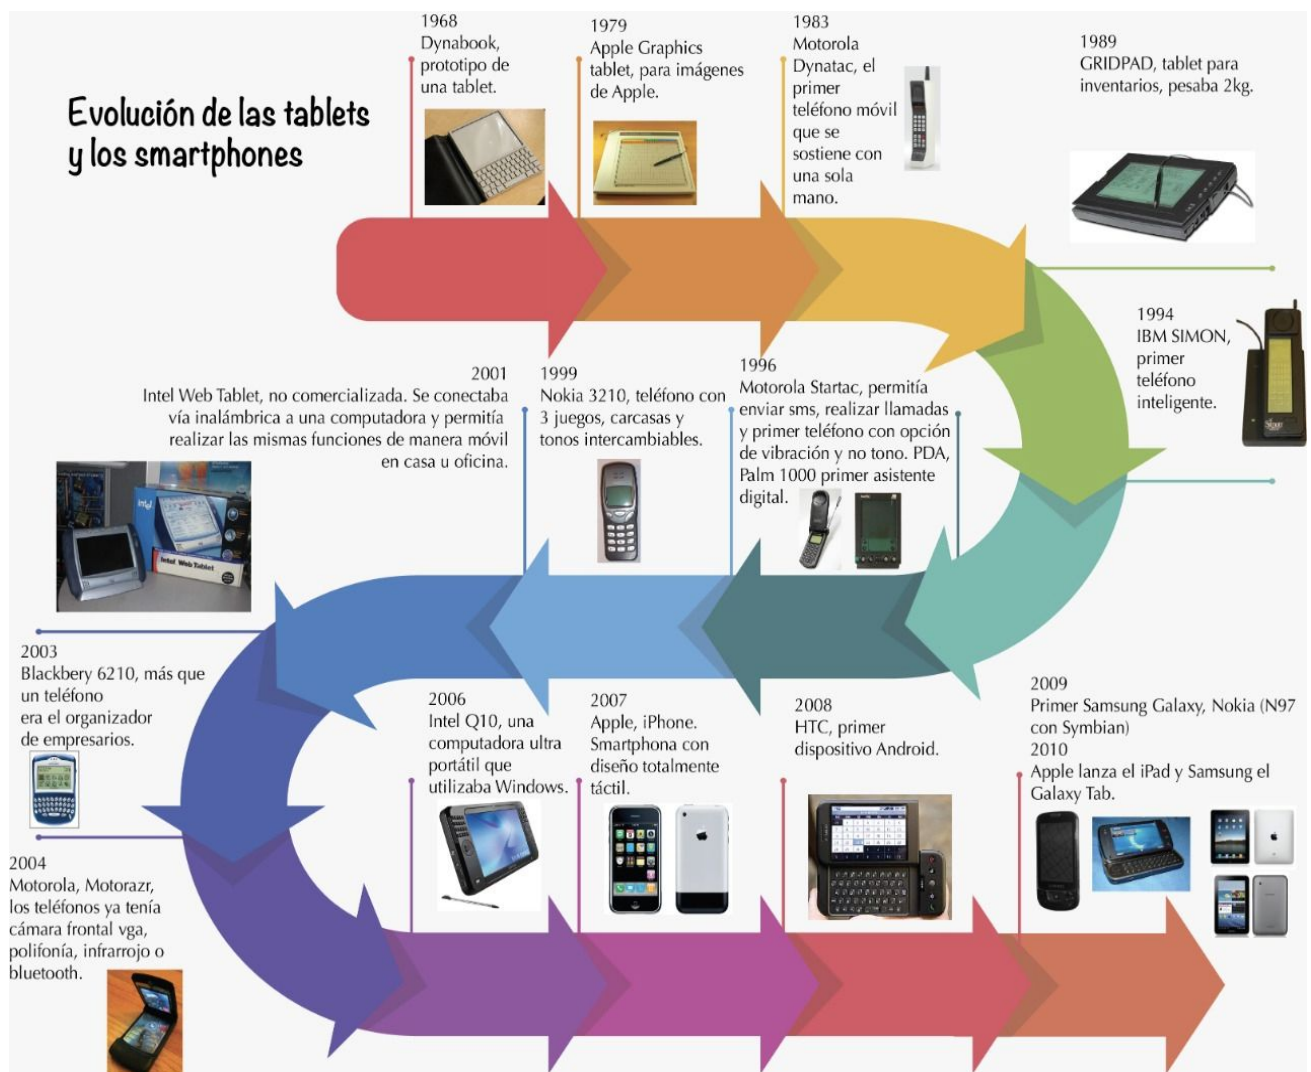 Evolución de las tablets
y los smartphones
1968
Dynabook,
prototipo de
una tablet.
1979
Apple Graphics
tablet, para imágenes
de Apple.
1983
Motorola
Dynatac, el
primer
teléfono móvil
que se
sostiene con
una sola
mano.
1989
GRIDPAD, tablet para
inventarios, pesaba 2kg.
1994
IBM SIMON,
primer
teléfono
inteligente.
1996
Motorola Startac, permitía
enviar sms, realizar llamadas
y primer teléfono con opción
de vibración y no tono. PDA,
Palm 1000 primer asistente
digital.
1999
Nokia 3210, teléfono con
3 juegos, carcasas y
tonos intercambiables.
2001
Intel Web Tablet, no comercializada. Se conectaba
vía inalámbrica a una computadora y permitía
realizar las mismas funciones de manera móvil
en casa u oficina.
intel
Intel Web Tablet
2003
Blackbery 6210, más que
un teléfono
era el organizador
de empresarios.
2004
Motorola, Motorazr,
los teléfonos ya tenía
cámara frontal vga,
polifonía, infrarrojo o
bluetooth.
2006
Intel Q10, una
computadora ultra
portátil que
utilizaba Windows.
2007
Apple, iPhone.
Smartphona con
diseño totalmente
táctil.
2008
HTC, primer
dispositivo Android.
2009
Primer Samsung Galaxy, Nokia (N97
con Symbian)
2010
Apple lanza el iPad y Samsung el
Galaxy Tab.